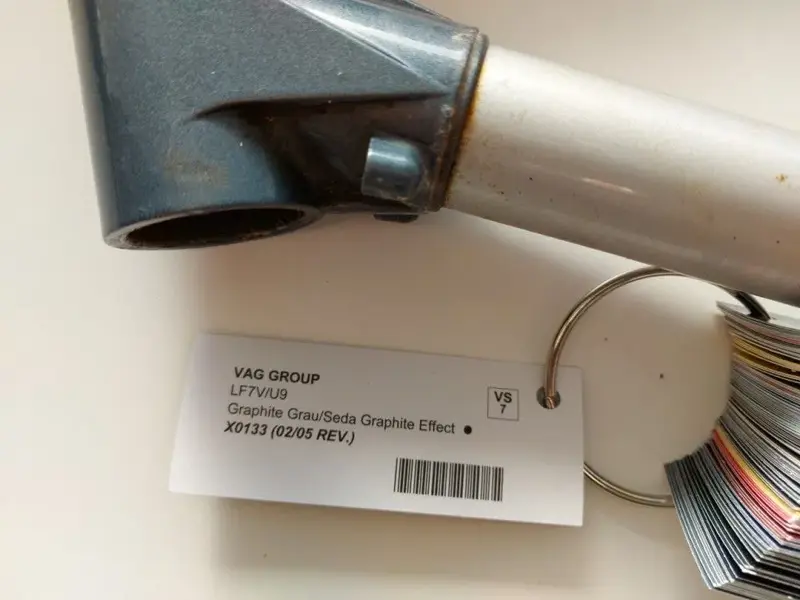 VAG GROUP
LF7V/U9
Graphite Grau/Seda Graphite Effect ●
X0133 (02/05 REV.)
VS
7